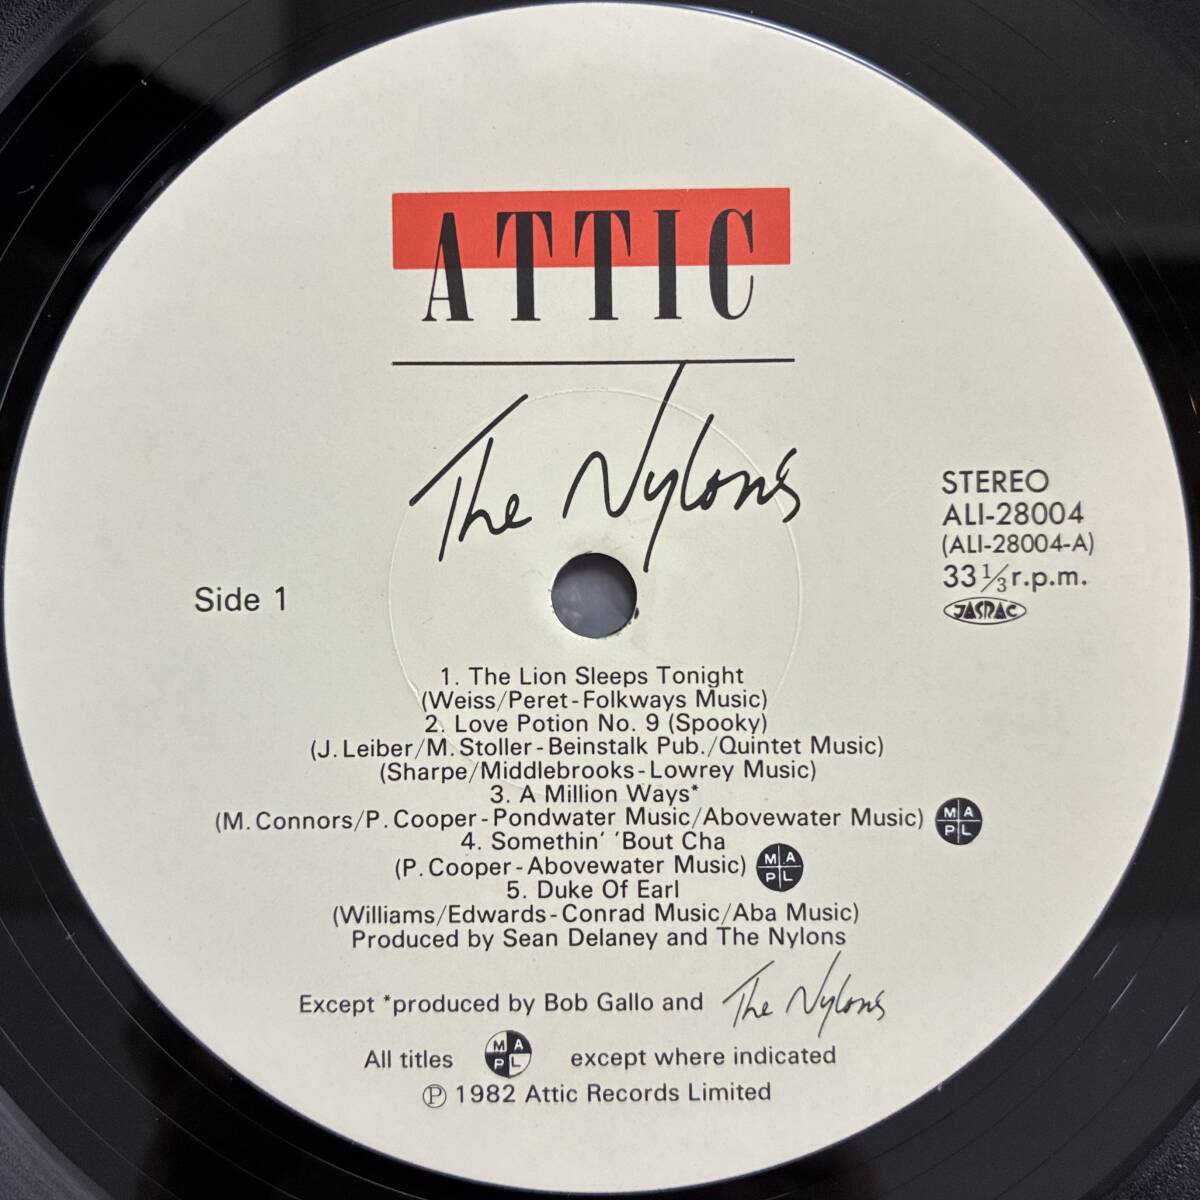 ATTIC
The Nylons
STEREO
ALI-28004
(ALI-28004-A)
33 1/3 r.p.m.
JASRAC
Side 1
1. The Lion Sleeps Tonight
(Weiss/Peret-Folkways Music)
2. Love Potion No. 9 (Spooky)
(J. Leiber/M. Stoller-Beinstalk Pub./Quintet Music)
(Sharpe/Middlebrooks-Lowrey Music)
3. A Million Ways*
(M. Connors/P. Cooper-Pondwater Music/Abovewater Music) MAPL
4. Somethin' 'Bout Cha
(P. Cooper-Abovewater Music) MAPL
5. Duke Of Earl
(Williams/Edwards-Conrad Music/Aba Music)
Produced by Sean Delaney and The Nylons
Except *produced by Bob Gallo and The Nylons
All titles MAPL except where indicated
Ⓟ 1982 Attic Records Limited